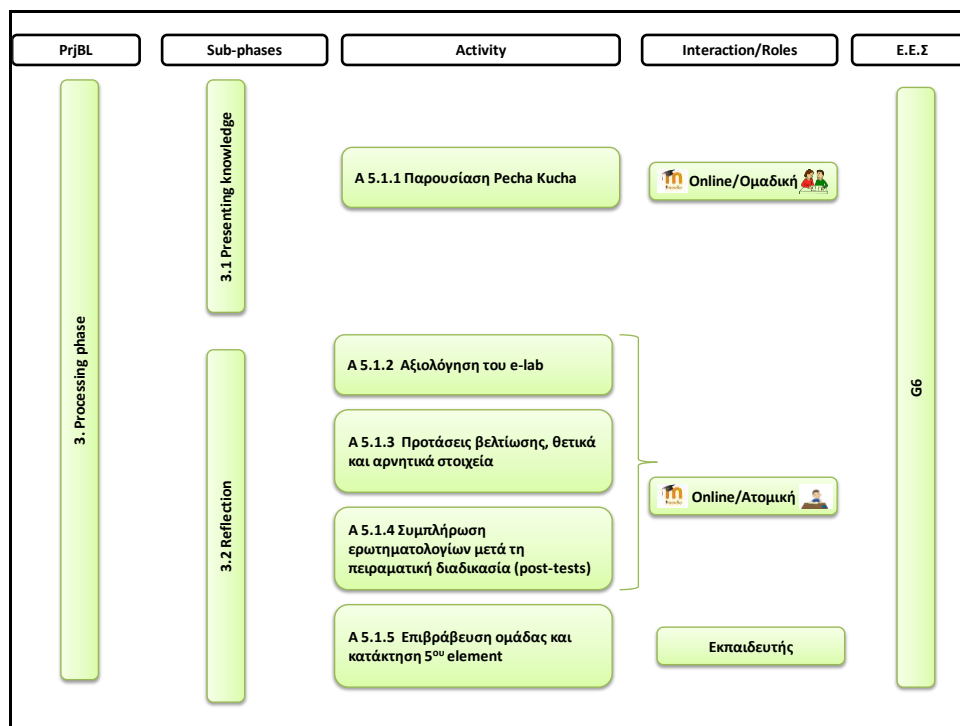 PrjBL
Sub-phases
Activity
Interaction/Roles
Ε.Ε.Σ
3. Processing phase
3.1 Presenting knowledge
Α 5.1.1 Παρουσίαση Pecha Kucha
Online/Ομαδική
3.2 Reflection
Α 5.1.2 Αξιολόγηση του e-lab
Α 5.1.3 Προτάσεις βελτίωσης, θετικά
και αρνητικά στοιχεία
Α 5.1.4 Συμπλήρωση
ερωτηματολογίων μετά τη
πειραματική διαδικασία (post-tests)
Online/Ατομική
Α 5.1.5 Επιβράβευση ομάδας και
κατάκτηση 5ου element
Εκπαιδευτής
G6